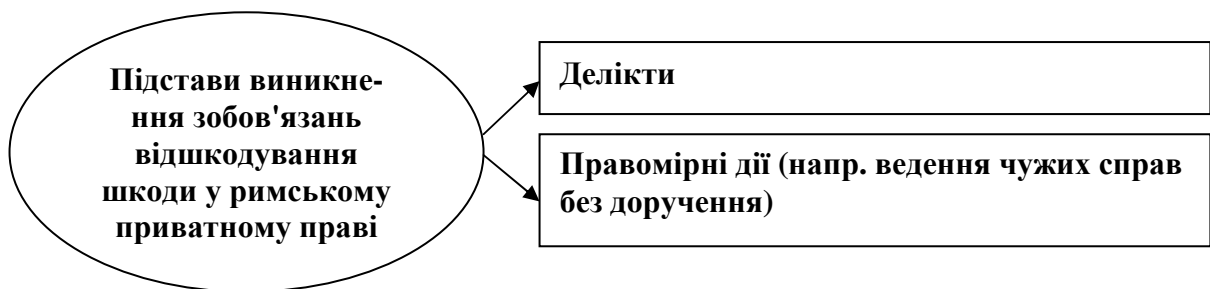 Підстави виникне-
ння зобов'язань
відшкодування
шкоди у римському
приватному праві
Делікти
Правомірні дії (напр. ведення чужих справ
без доручення)